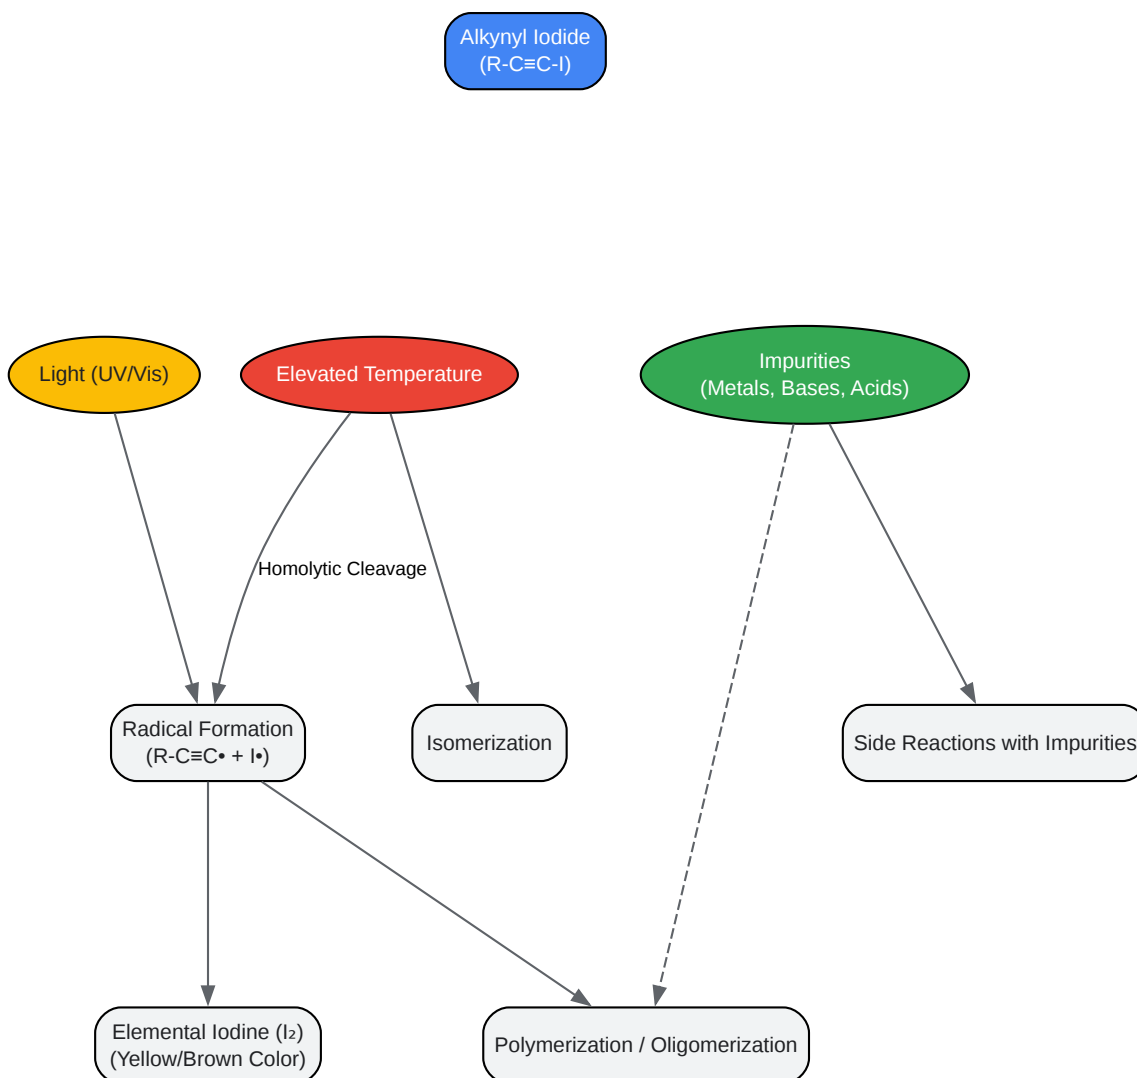 Alkynyl Iodide
(R-C≡C-I)
Light (UV/Vis)
Elevated Temperature
Impurities
(Metals, Bases, Acids)
Homolytic Cleavage
Radical Formation
(R-C≡C• + I•)
Isomerization
Side Reactions with Impurities
Elemental Iodine (I₂)
(Yellow/Brown Color)
Polymerization / Oligomerization